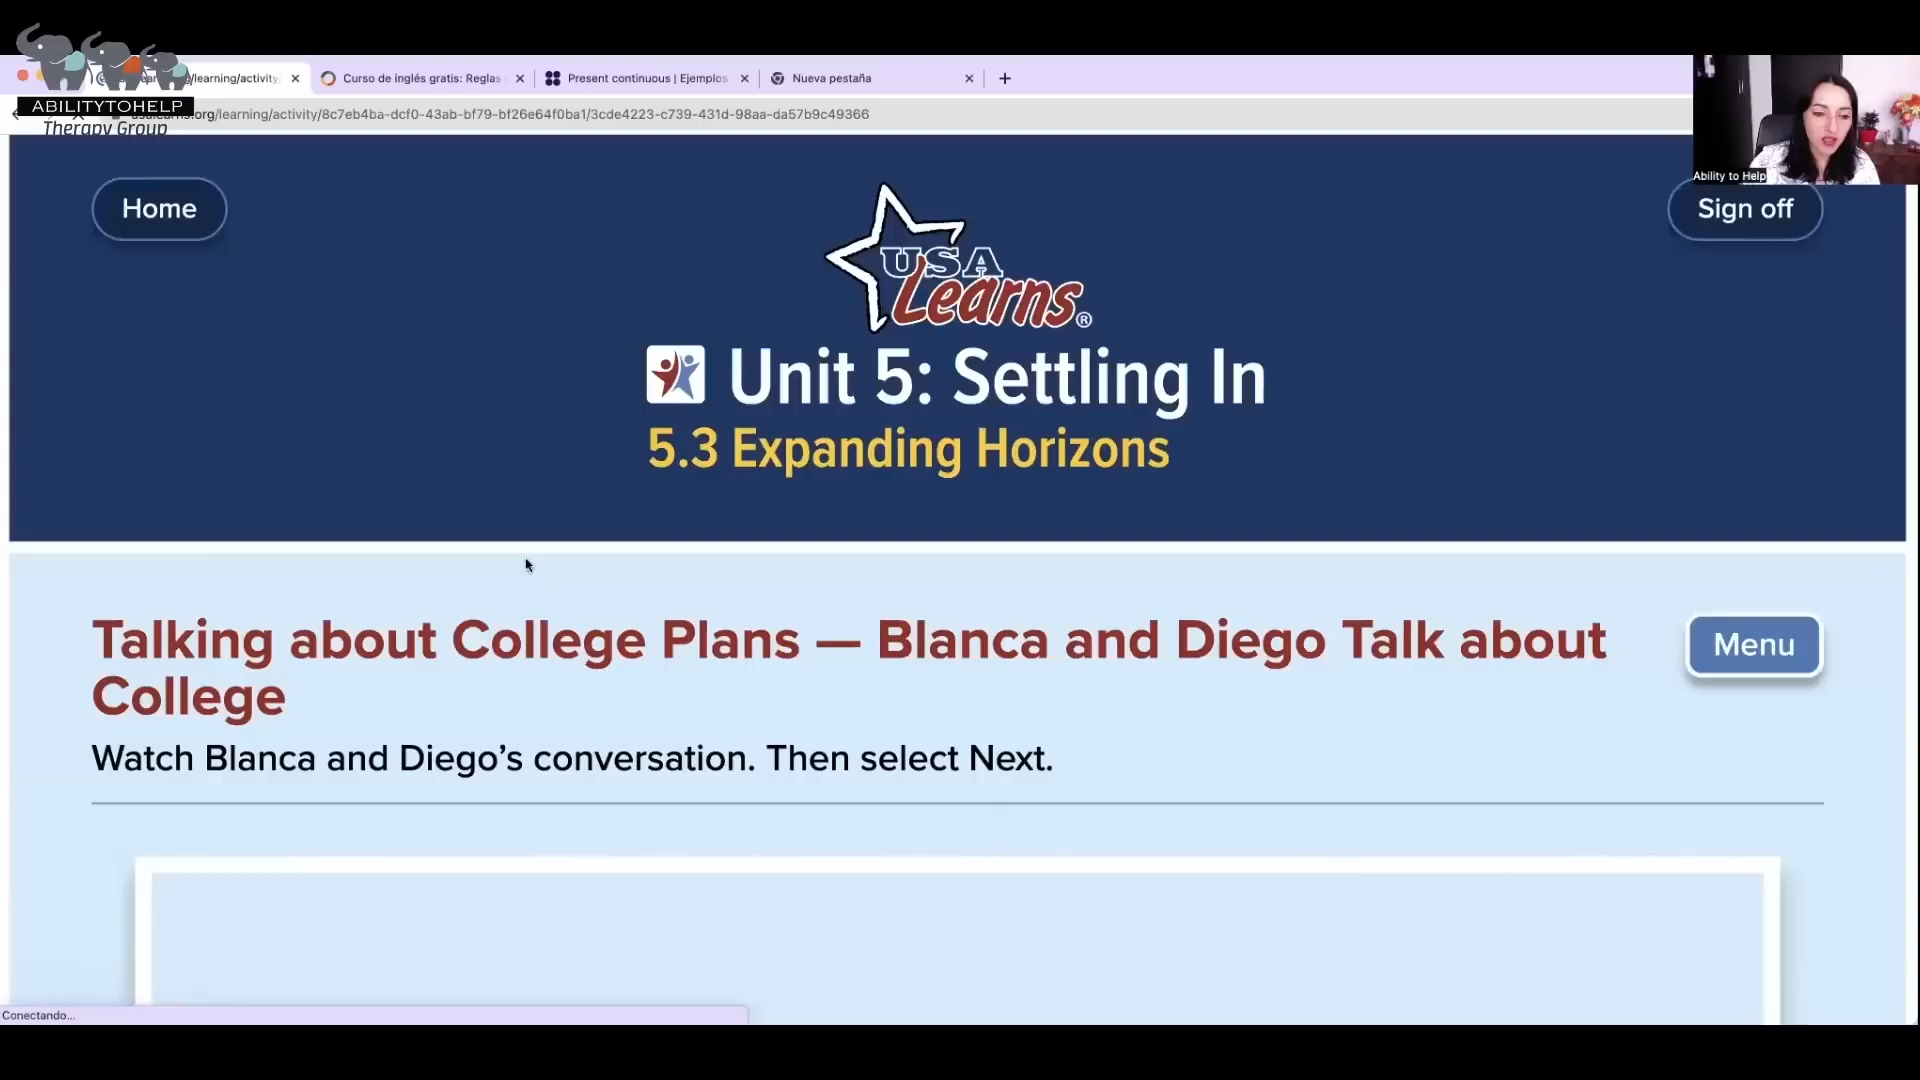 /learning/activity
Curso de inglés gratis: Reglas
Present continuous | Ejemplos
Nueva pestaña
ABILITYTOHELP
Therapy Group
usalearns.org/learning/activity/8c7eb4ba-dcf0-43ab-bf79-bf26e64f0ba1/3cde4223-c739-431d-98aa-da57b9c49366
Ability to Help
Home
Sign off
USA
Learns®
Unit 5: Settling In
5.3 Expanding Horizons
Talking about College Plans — Blanca and Diego Talk about
College
Menu
Watch Blanca and Diego’s conversation. Then select Next.
Conectando...